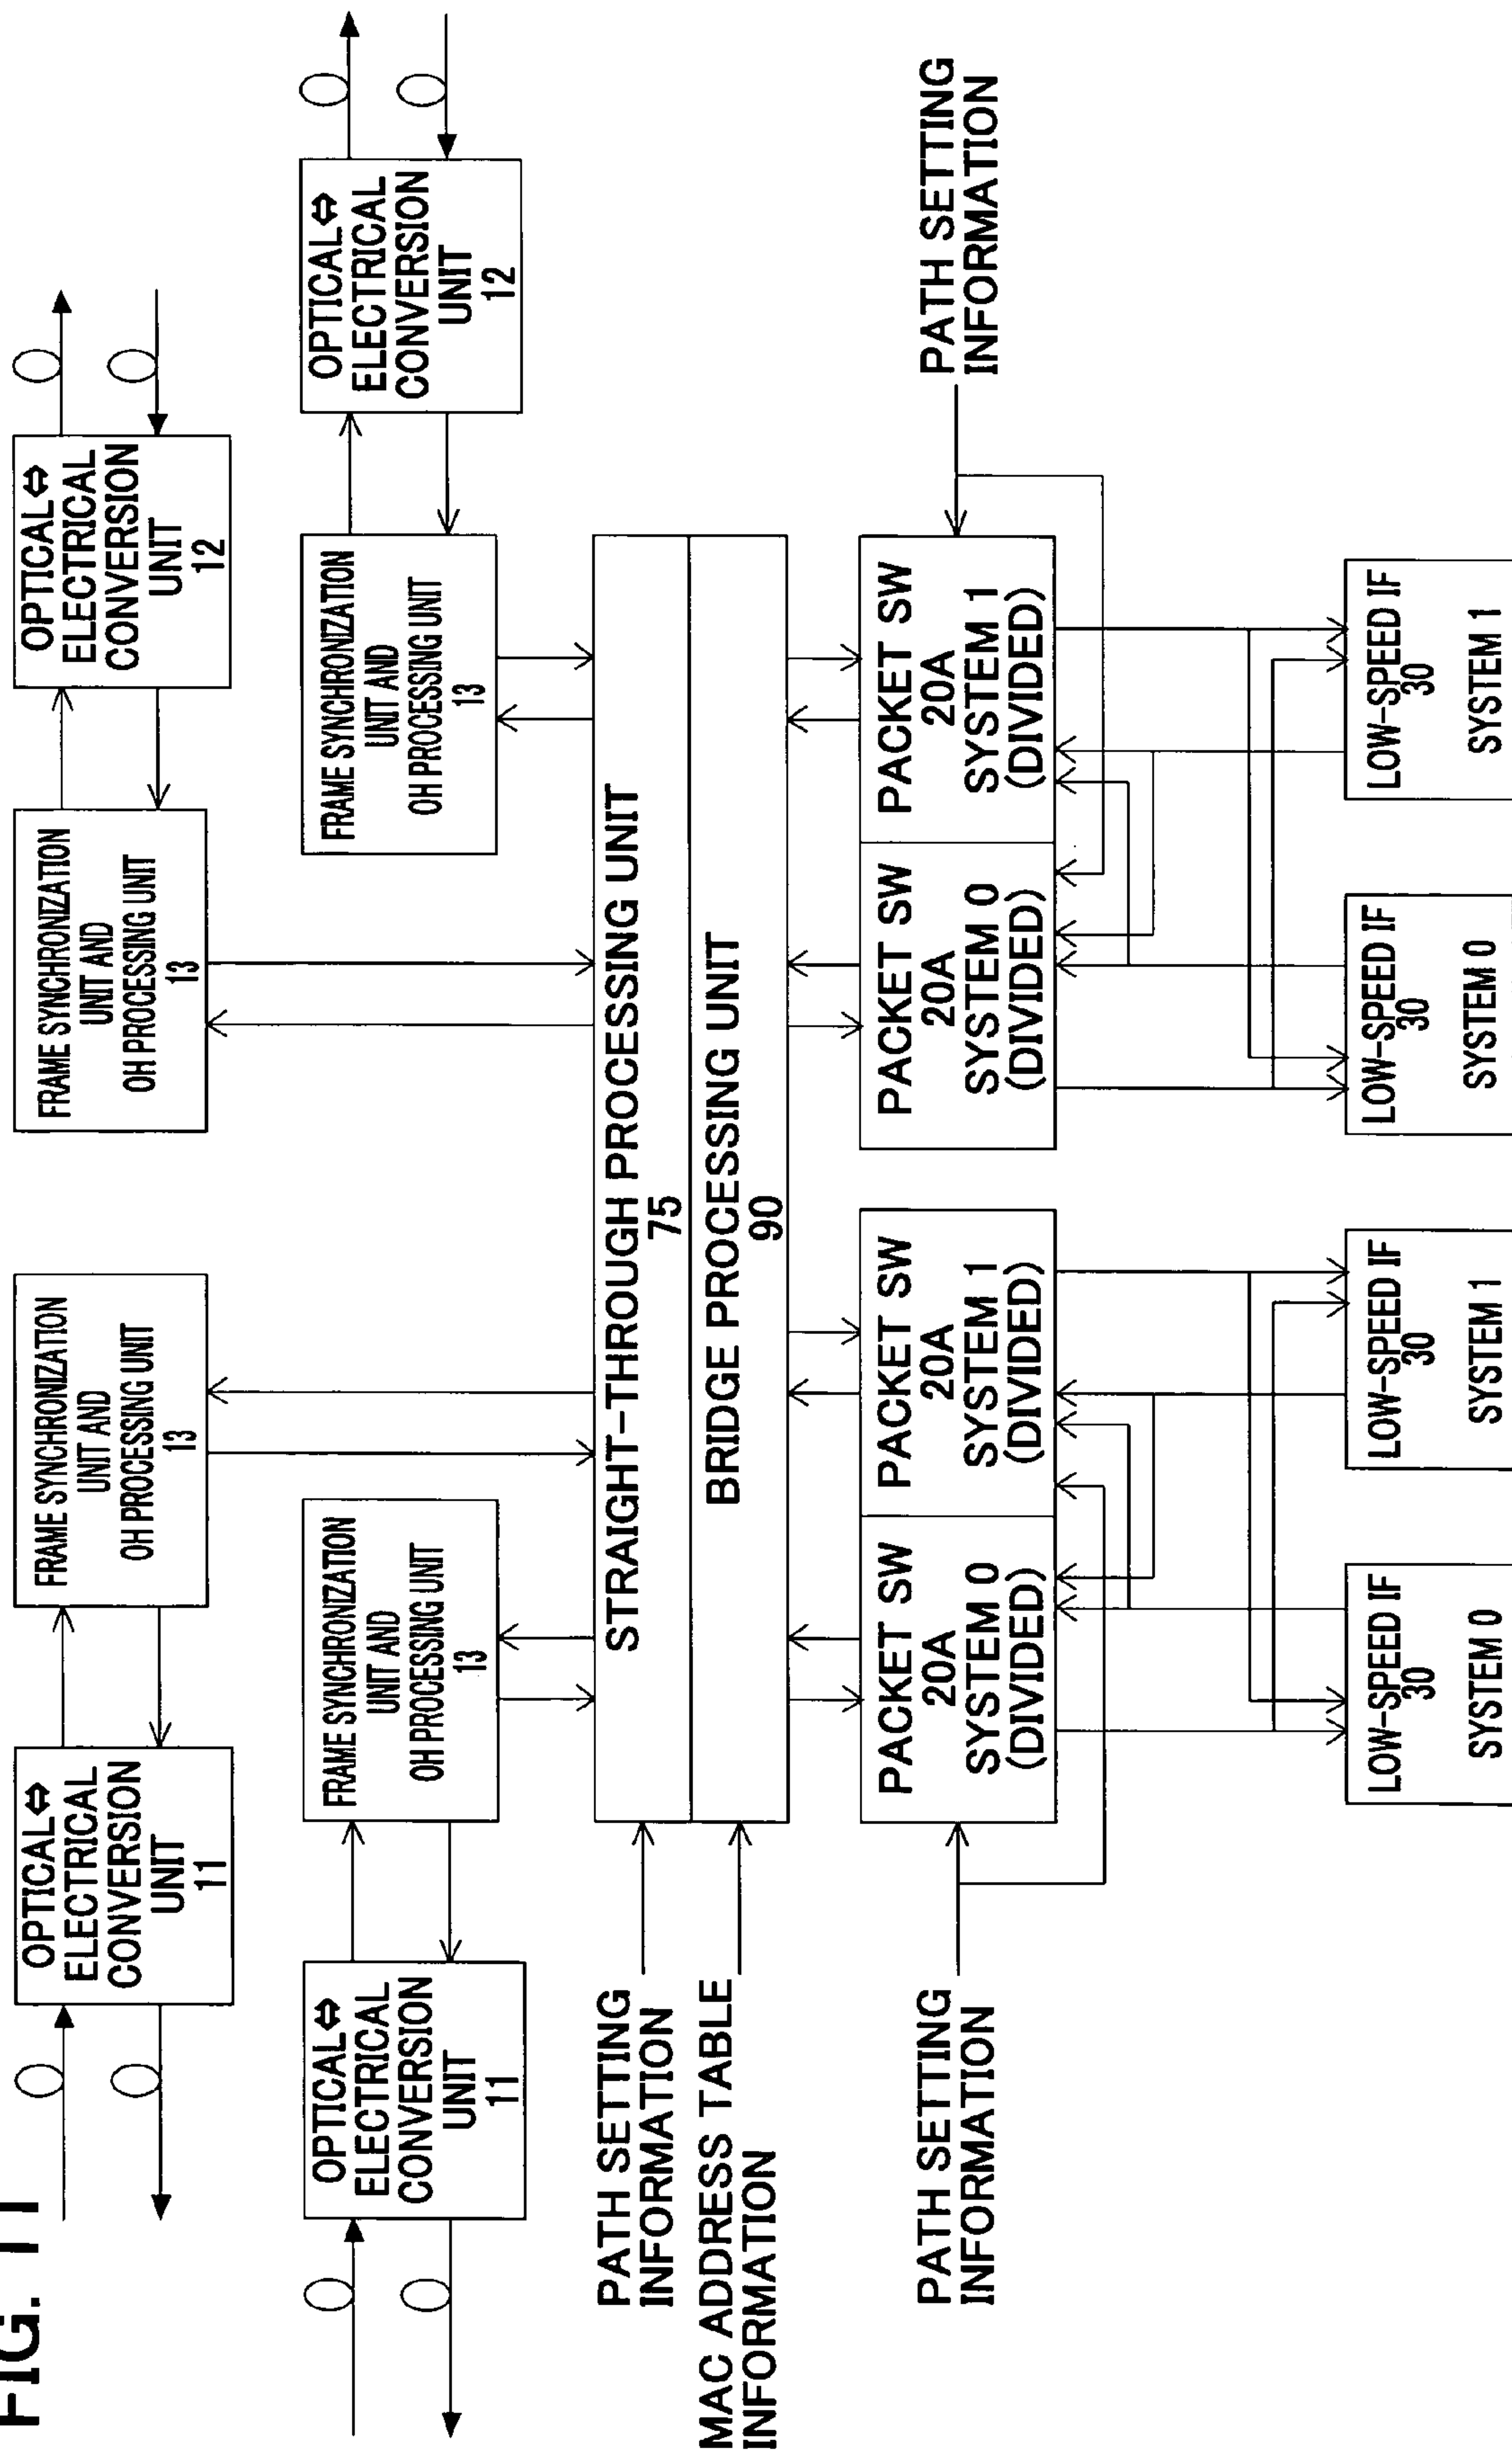 FIG. 11
OPTICAL⇔
ELECTRICAL
CONVERSION
UNIT
11
FRAME SYNCHRONIZATION
UNIT AND
OH PROCESSING UNIT
13
FRAME SYNCHRONIZATION
UNIT AND
OH PROCESSING UNIT
13
OPTICAL⇔
ELECTRICAL
CONVERSION
UNIT
12
OPTICAL⇔
ELECTRICAL
CONVERSION
UNIT
11
FRAME SYNCHRONIZATION
UNIT AND
OH PROCESSING UNIT
13
FRAME SYNCHRONIZATION
UNIT AND
OH PROCESSING UNIT
13
OPTICAL⇔
ELECTRICAL
CONVERSION
UNIT
12
PATH SETTING
INFORMATION
STRAIGHT-THROUGH PROCESSING UNIT
75
MAC ADDRESS TABLE
INFORMATION
BRIDGE PROCESSING UNIT
90
PATH SETTING
INFORMATION
PACKET SW
20A
SYSTEM 0
(DIVIDED)
PACKET SW
20A
SYSTEM 1
(DIVIDED)
PACKET SW
20A
SYSTEM 0
(DIVIDED)
PACKET SW
20A
SYSTEM 1
(DIVIDED)
PATH SETTING
INFORMATION
LOW-SPEED IF
30
SYSTEM 0
LOW-SPEED IF
30
SYSTEM 1
LOW-SPEED IF
30
SYSTEM 0
LOW-SPEED IF
30
SYSTEM 1